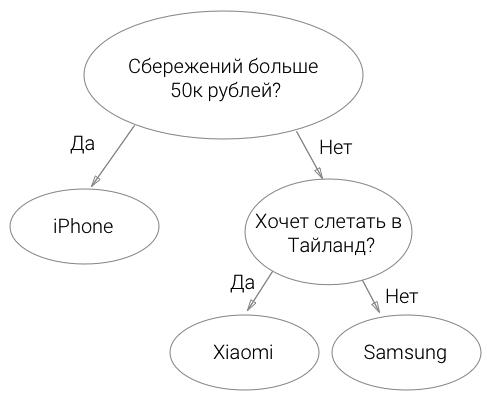 Сбережений больше
50к рублей?
Да
Нет
iPhone
Хочет слетать в
Тайланд?
Да
Нет
Xiaomi
Samsung